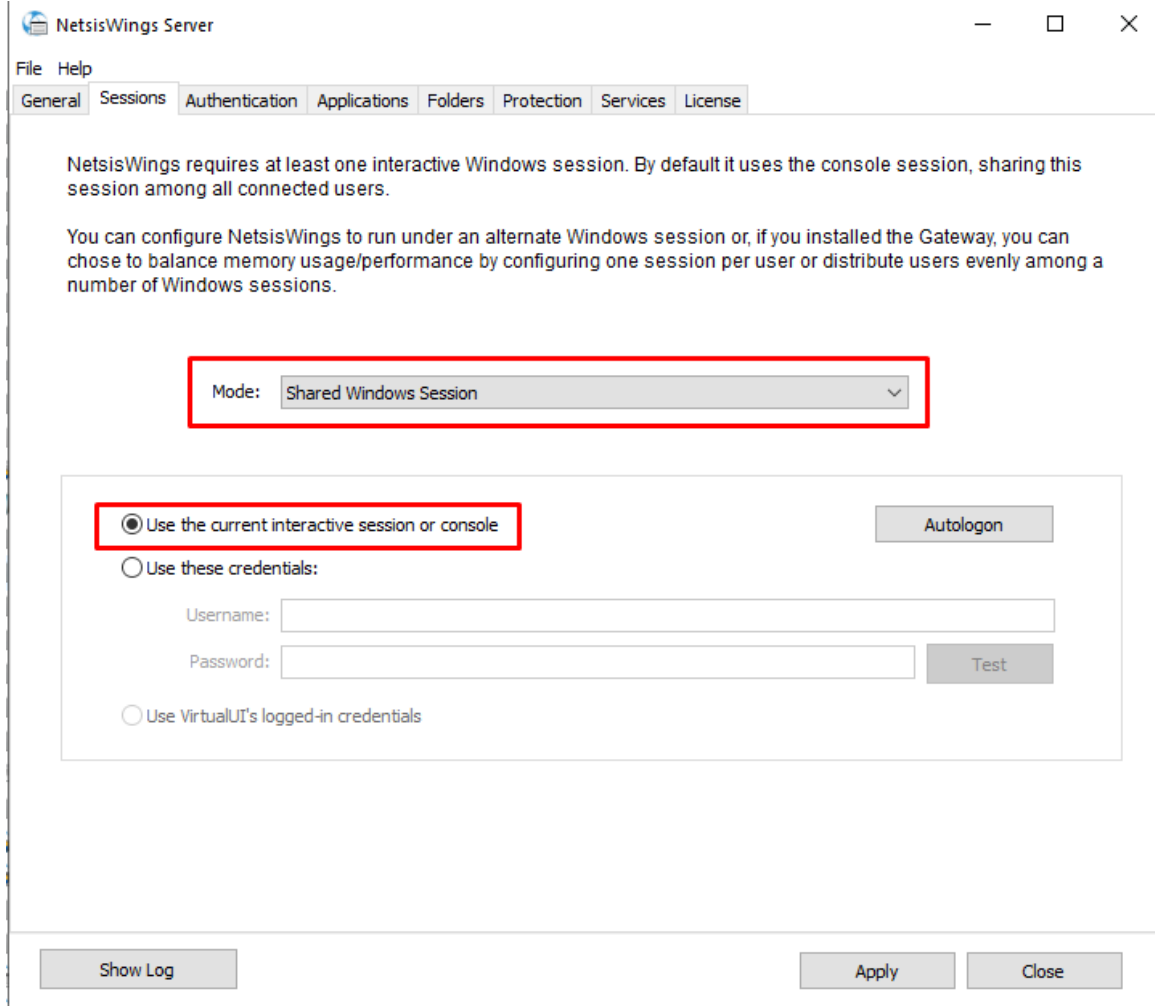 NetsisWings Server
File Help
General Sessions Authentication Applications Folders Protection Services License
NetsisWings requires at least one interactive Windows session. By default it uses the console session, sharing this
session among all connected users.
You can configure NetsisWings to run under an alternate Windows session or, if you installed the Gateway, you can
chose to balance memory usage/performance by configuring one session per user or distribute users evenly among a
number of Windows sessions.
Mode: Shared Windows Session
Use the current interactive session or console Autologon
Use these credentials:
Username:
Password: Test
Use VirtualUI's logged-in credentials
Show Log Apply Close